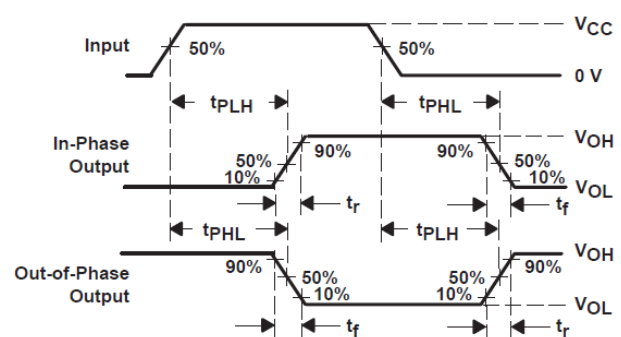 Input
50%
50%
VCC
0 V
tPLH
tPHL
In-Phase
Output
50%
10%
90%
90%
50%
10%
VOH
VOL
tr
tf
tPHL
tPLH
Out-of-Phase
Output
90%
50%
10%
50%
10%
90%
VOH
VOL
tf
tr